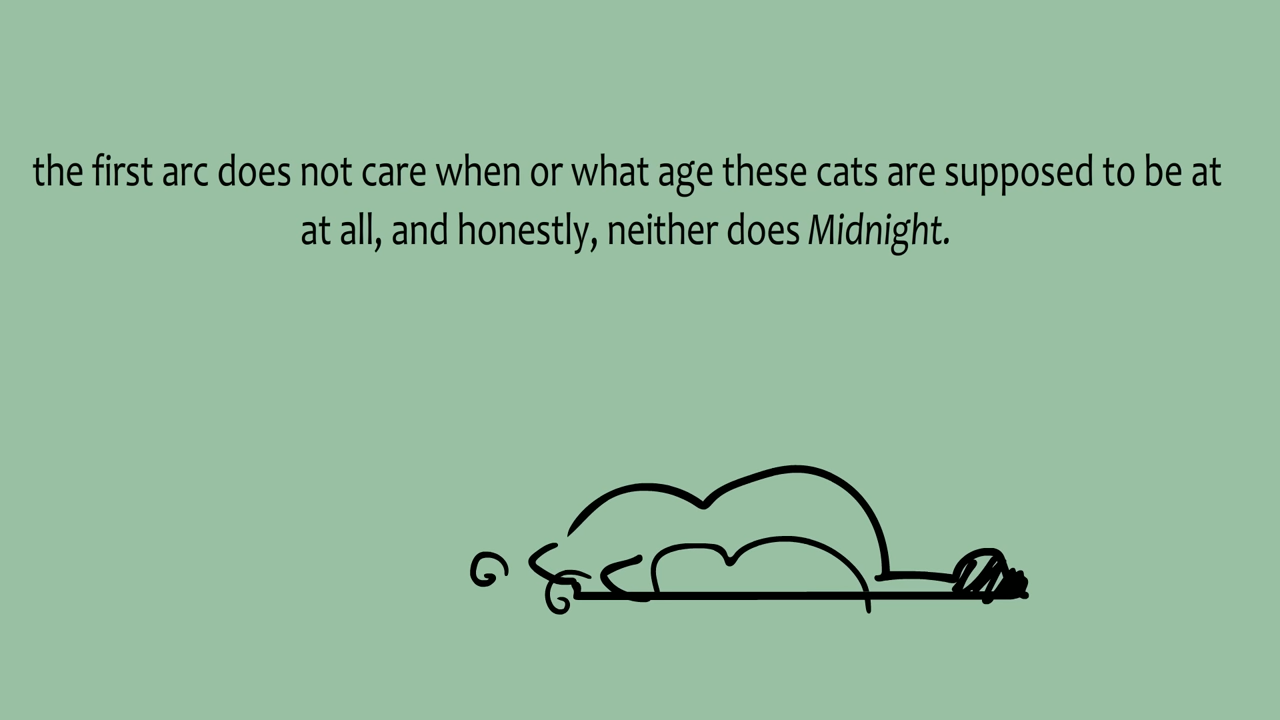 the first arc does not care when or what age these cats are supposed to be at
at all, and honestly, neither does Midnight.